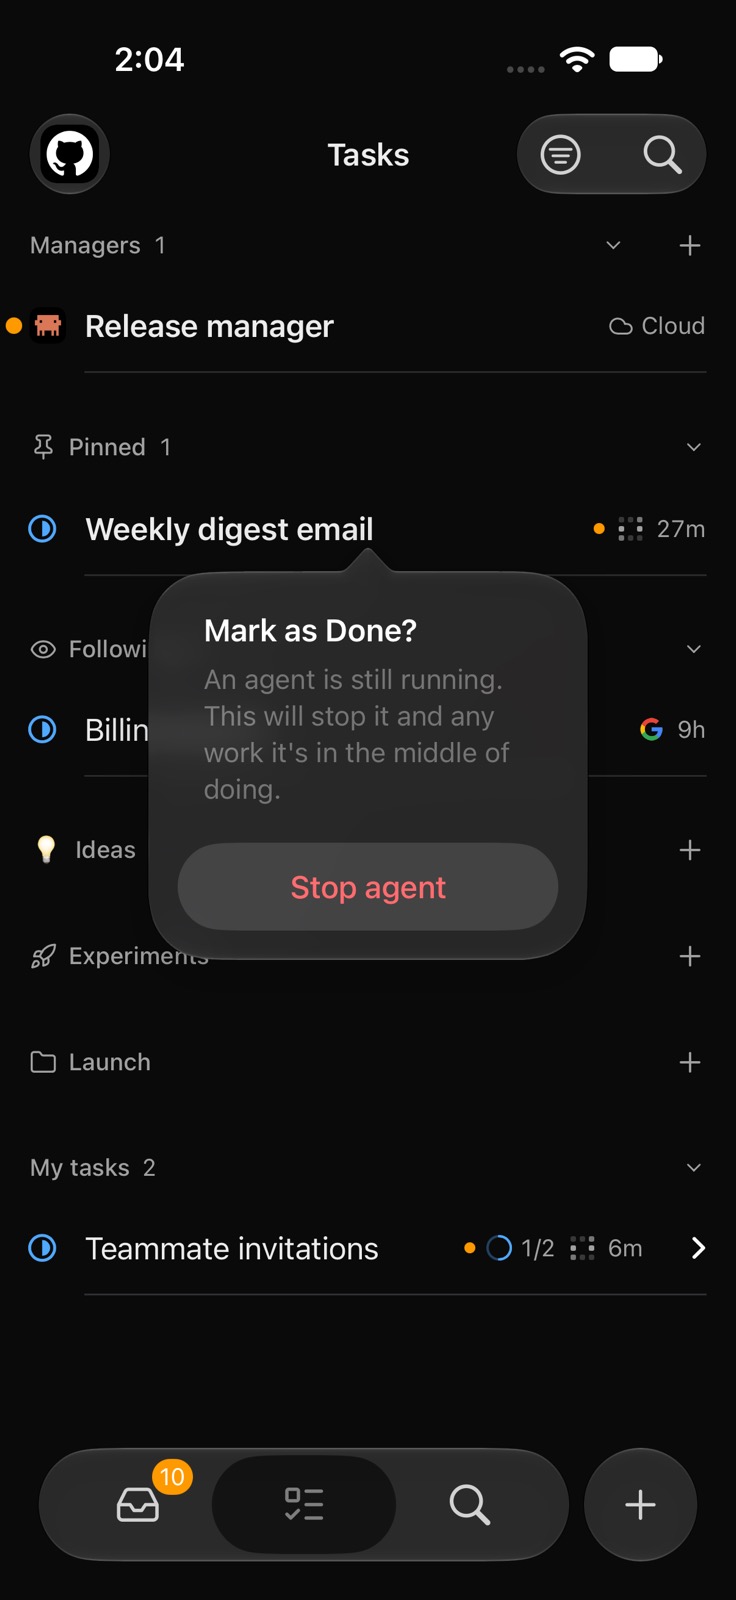 2:04
Tasks
Managers 1
Release manager
Cloud
Pinned 1
Weekly digest email
27m
Mark as Done?
An agent is still running.
This will stop it and any
work it's in the middle of
doing.
Stop agent
9h
Ideas
Experiments
Launch
My tasks 2
Teammate invitations
1/2
6m
10